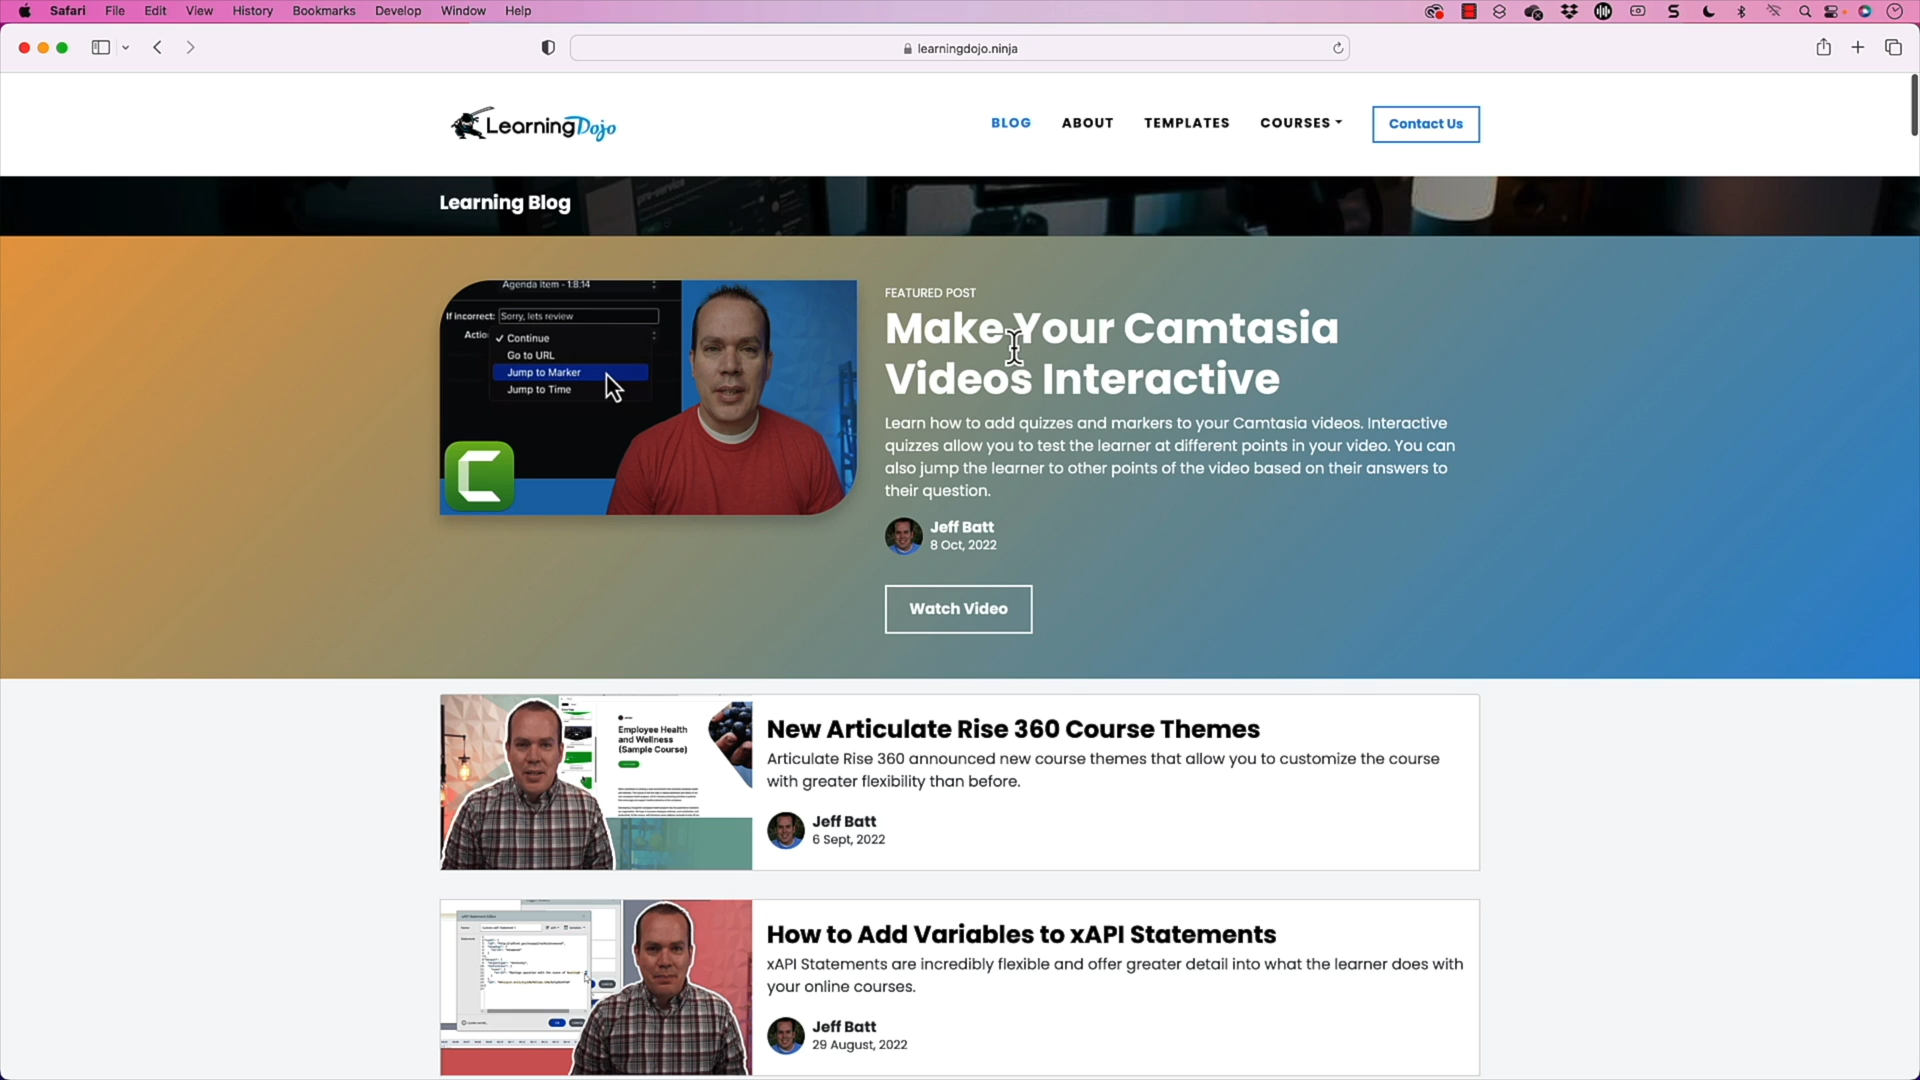 Safari File Edit View History Bookmarks Develop Window Help
learningdojo.ninja
LearningDojo
BLOG ABOUT TEMPLATES COURSES Contact Us
Learning Blog
Agenda Item - 1.8.14
If incorrect: Sorry, lets review
Continue
Go to URL
Jump to Marker
Jump to Time
FEATURED POST
Make Your Camtasia
Videos Interactive
Learn how to add quizzes and markers to your Camtasia videos. Interactive
quizzes allow you to test the learner at different points in your video. You can
also jump the learner to other points of the video based on their answers to
their question.
Jeff Batt
8 Oct, 2022
Watch Video
Employee Health
and Wellness
(Sample Course)
New Articulate Rise 360 Course Themes
Articulate Rise 360 announced new course themes that allow you to customize the course
with greater flexibility than before.
Jeff Batt
6 Sept, 2022
How to Add Variables to xAPI Statements
xAPI Statements are incredibly flexible and offer greater detail into what the learner does with
your online courses.
Jeff Batt
29 August, 2022